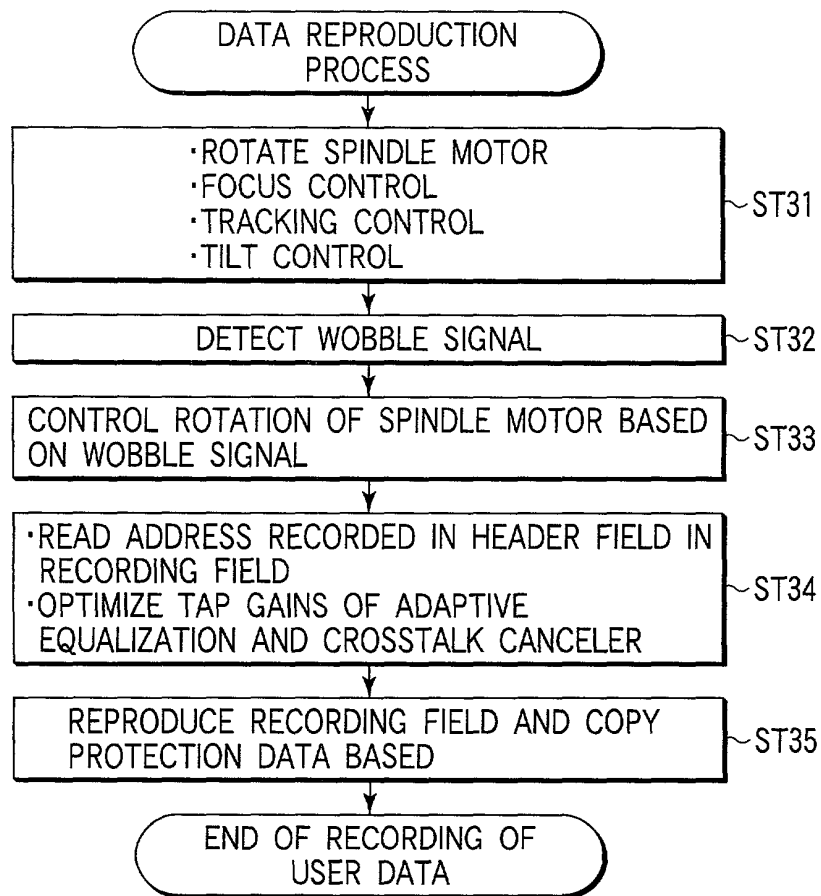 DATA REPRODUCTION
PROCESS
·ROTATE SPINDLE MOTOR
·FOCUS CONTROL
·TRACKING CONTROL
·TILT CONTROL
ST31
DETECT WOBBLE SIGNAL
ST32
CONTROL ROTATION OF SPINDLE MOTOR BASED
ON WOBBLE SIGNAL
ST33
·READ ADDRESS RECORDED IN HEADER FIELD IN
RECORDING FIELD
·OPTIMIZE TAP GAINS OF ADAPTIVE
EQUALIZATION AND CROSSTALK CANCELER
ST34
REPRODUCE RECORDING FIELD AND COPY
PROTECTION DATA BASED
ST35
END OF RECORDING OF
USER DATA